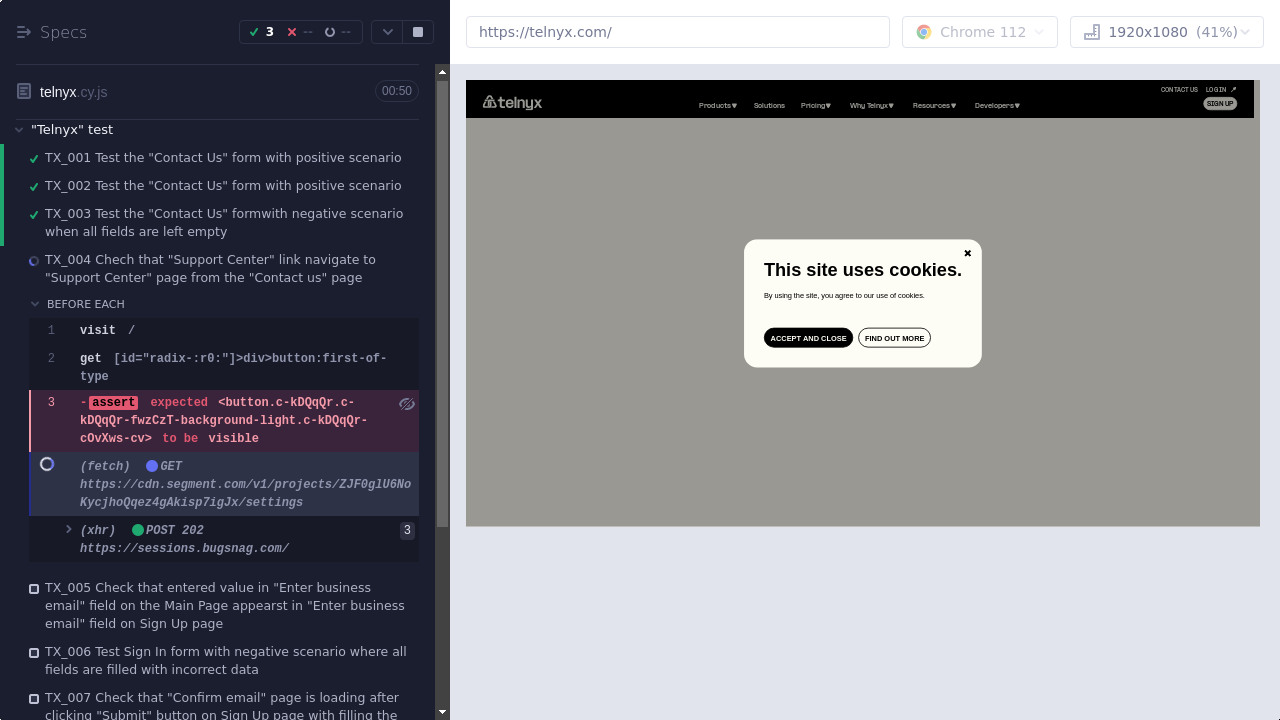 Specs
3
--
--
telnyx.cy.js
00:50
"Telnyx" test
TX_001 Test the "Contact Us" form with positive scenario
TX_002 Test the "Contact Us" form with positive scenario
TX_003 Test the "Contact Us" formwith negative scenario
when all fields are left empty
TX_004 Chech that "Support Center" link navigate to
"Support Center" page from the "Contact us" page
BEFORE EACH
1 visit /
2 get [id="radix-:r0:"]>div>button:first-of-
type
3 -assert expected <button.c-kDQqQr.c-
kDQqQr-fwzCzT-background-light.c-kDQqQr-
cOvXws-cv> to be visible
(fetch) GET
https://cdn.segment.com/v1/projects/ZJF0glU6No
KycjhoQqez4gAkisp7igJx/settings
(xhr) POST 202 3
https://sessions.bugsnag.com/
TX_005 Check that entered value in "Enter business
email" field on the Main Page appearst in "Enter business
email" field on Sign Up page
TX_006 Test Sign In form with negative scenario where all
fields are filled with incorrect data
TX_007 Check that "Confirm email" page is loading after
clicking "Submit" button on Sign Up page with filling the
https://telnyx.com/
Chrome 112
1920x1080 (41%)
CONTACT US LOG IN
telnyx
Products Solutions Pricing Why Telnyx Resources Developers
SIGN UP
This site uses cookies.
By using the site, you agree to our use of cookies.
ACCEPT AND CLOSE FIND OUT MORE